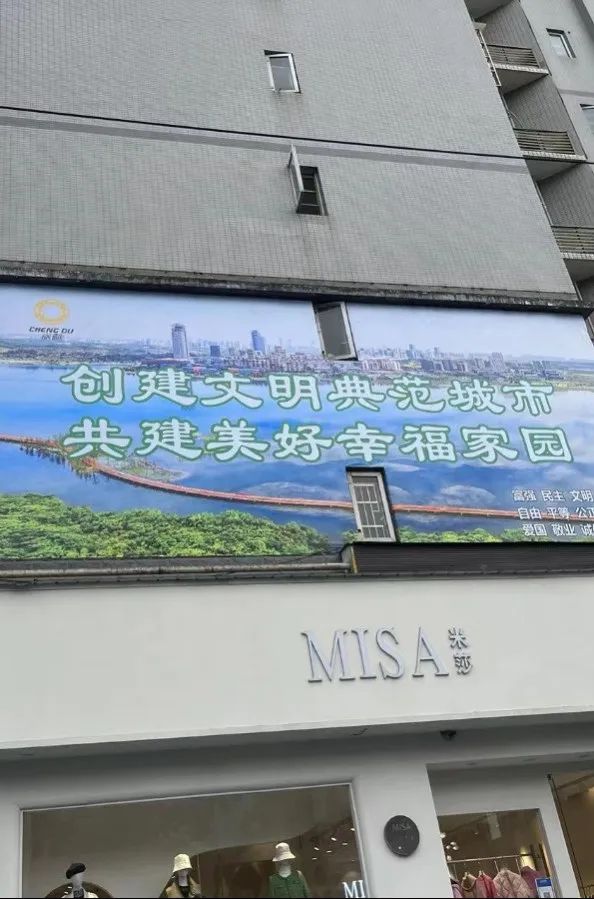 CHENG DU
成都
创建文明典范城市
共建美好幸福家园
富强 民主 文明
自由 平等 公正
爱国 敬业 诚
MISA 米莎
MISA
MI